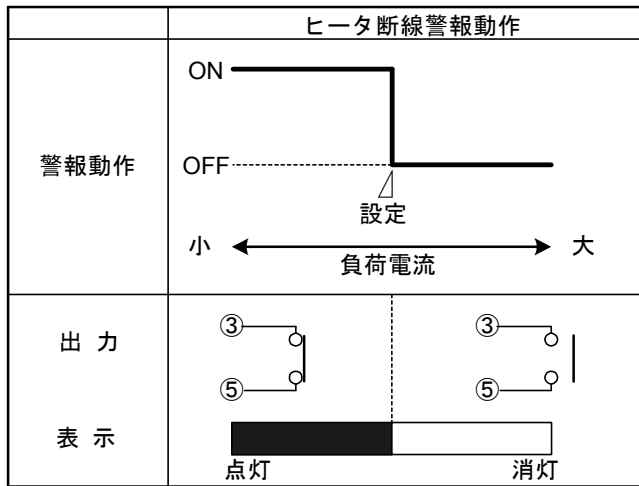 ヒータ断線警報動作
警報動作
ON
OFF
設定
小 大
負荷電流
出 力
③ ③
⑤ ⑤
表 示
点灯 消灯